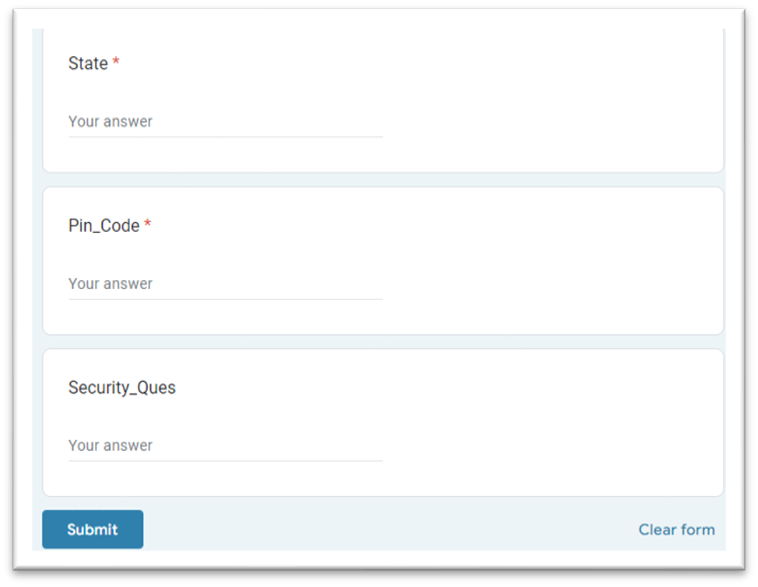 State *
Your answer
Pin_Code *
Your answer
Security_Ques
Your answer
Submit
Clear form